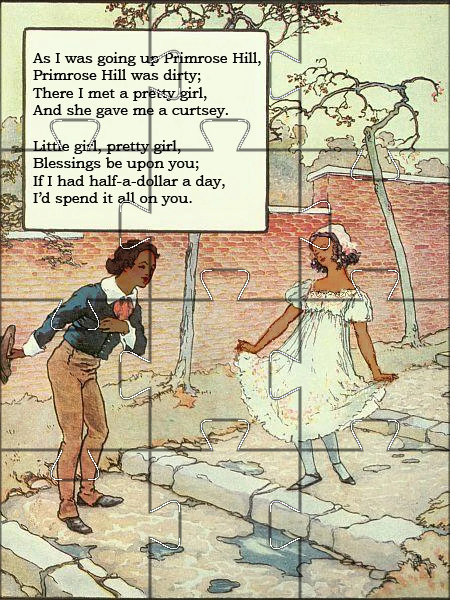 As I was going up Primrose Hill,
Primrose Hill was dirty;
There I met a pretty girl,
And she gave me a curtsey.

Little girl, pretty girl,
Blessings be upon you;
If I had half-a-dollar a day,
I'd spend it all on you.